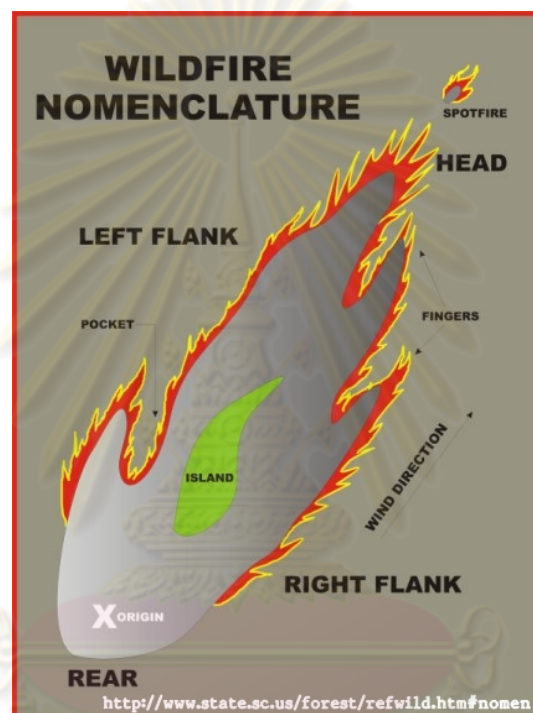 WILDFIRE
NOMENCLATURE
SPOTFIRE
HEAD
LEFT FLANK
POCKET
FINGERS
ISLAND
WIND DIRECTION
RIGHT FLANK
X ORIGIN
REAR
http://www.state.sc.us/forest/refwild.htm#nomen